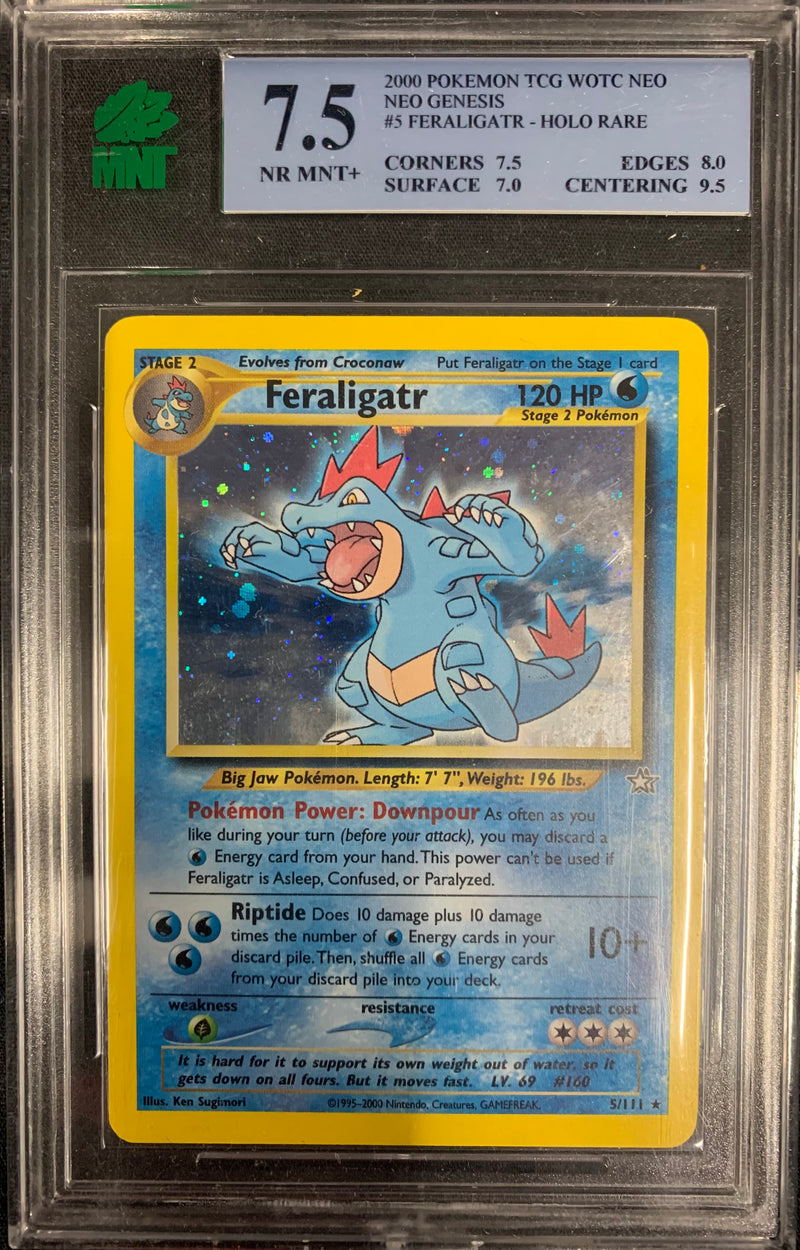 MNT
7.5
NR MNT+
2000 POKEMON TCG WOTC NEO
NEO GENESIS
#5 FERALIGATR - HOLO RARE
CORNERS 7.5 EDGES 8.0
SURFACE 7.0 CENTERING 9.5
STAGE 2 Evolves from Croconaw Put Feraligatr on the Stage 1 card
Feraligatr 120 HP
Stage 2 Pokémon
Big Jaw Pokémon. Length: 7' 7", Weight: 196 lbs.
Pokémon Power: Downpour As often as you
like during your turn (before your attack), you may discard a
Energy card from your hand. This power can't be used if
Feraligatr is Asleep, Confused, or Paralyzed.
Riptide Does 10 damage plus 10 damage
times the number of Energy cards in your
discard pile. Then, shuffle all Energy cards
from your discard pile into your deck.
10+
weakness resistance retreat cost
It is hard for it to support its own weight out of water, so it
gets down on all fours. But it moves fast. LV. 69 #160
Illus. Ken Sugimori ©1995–2000 Nintendo, Creatures, GAMEFREAK. 5/111 ★